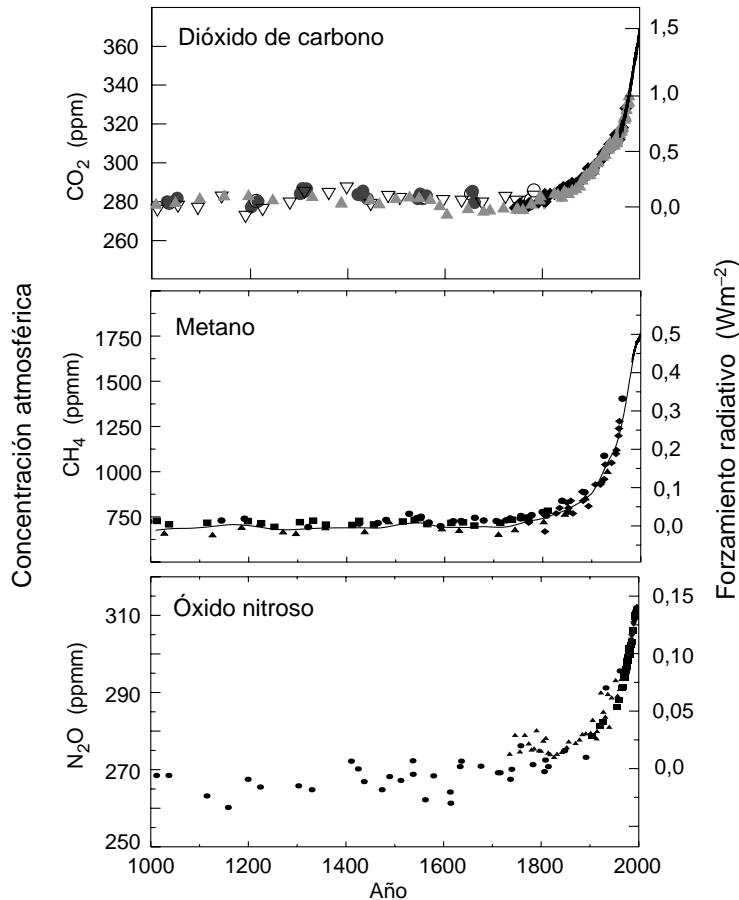 Concentración atmosférica
Forzamiento radiativo (Wm⁻²)
Dióxido de carbono
CO₂ (ppm)
360
340
320
300
280
260
1,5
1,0
0,5
0,0
Metano
CH₄ (ppmm)
1750
1500
1250
1000
750
0,5
0,4
0,3
0,2
0,1
0,0
Óxido nitroso
N₂O (ppmm)
310
290
270
250
0,15
0,10
0,05
0,0
1000 1200 1400 1600 1800 2000
Año